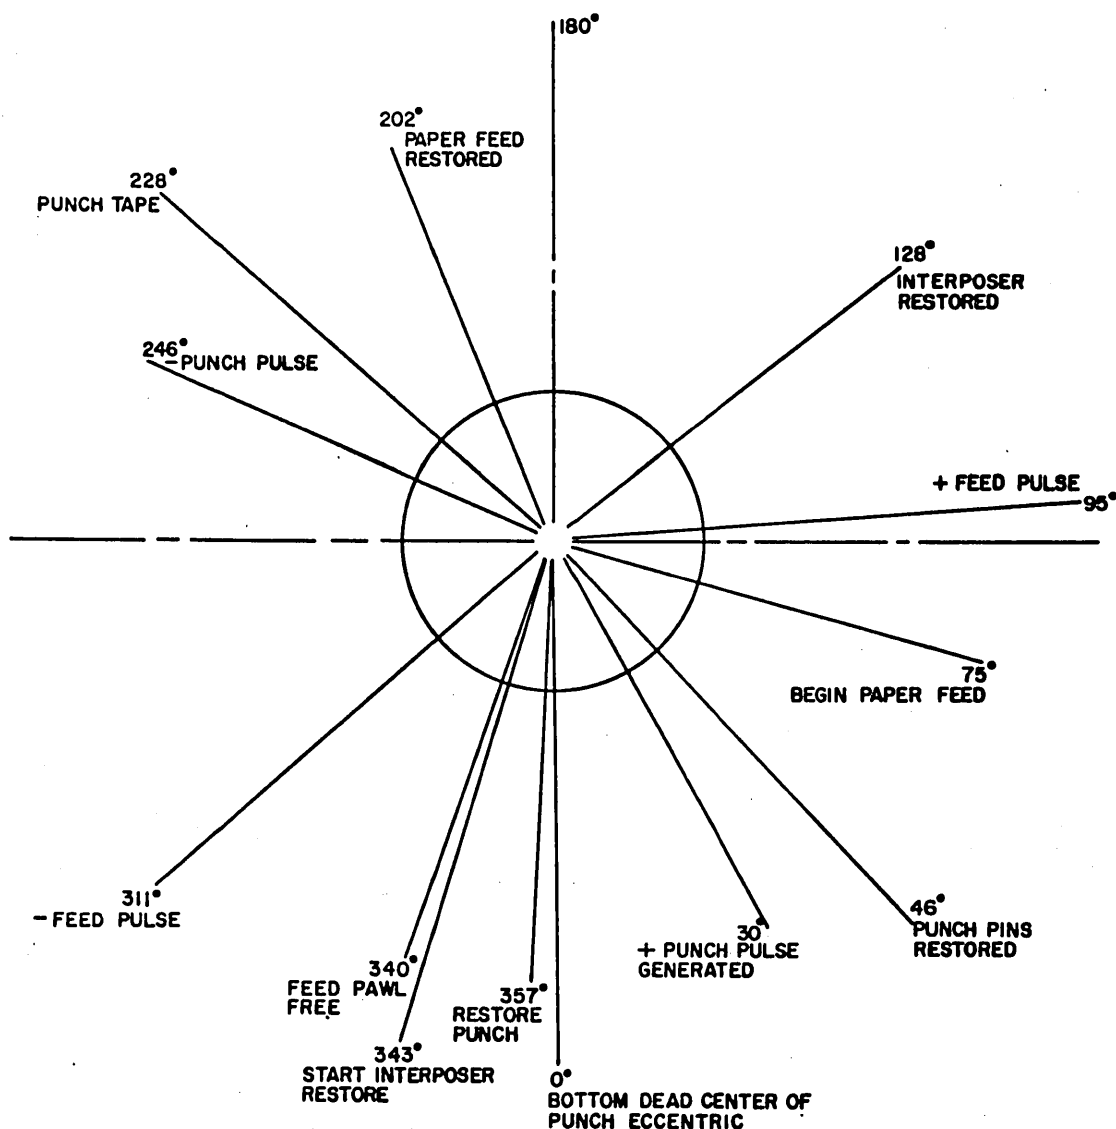 180°
202°
PAPER FEED
RESTORED
228°
PUNCH TAPE
128°
INTERPOSER
RESTORED
246°
-PUNCH PULSE
+ FEED PULSE
95°
75°
BEGIN PAPER FEED
311°
- FEED PULSE
46°
PUNCH PINS
RESTORED
30°
+ PUNCH PULSE
GENERATED
340°
FEED PAWL
FREE
357°
RESTORE
PUNCH
343°
START INTERPOSER
RESTORE
0°
BOTTOM DEAD CENTER OF
PUNCH ECCENTRIC